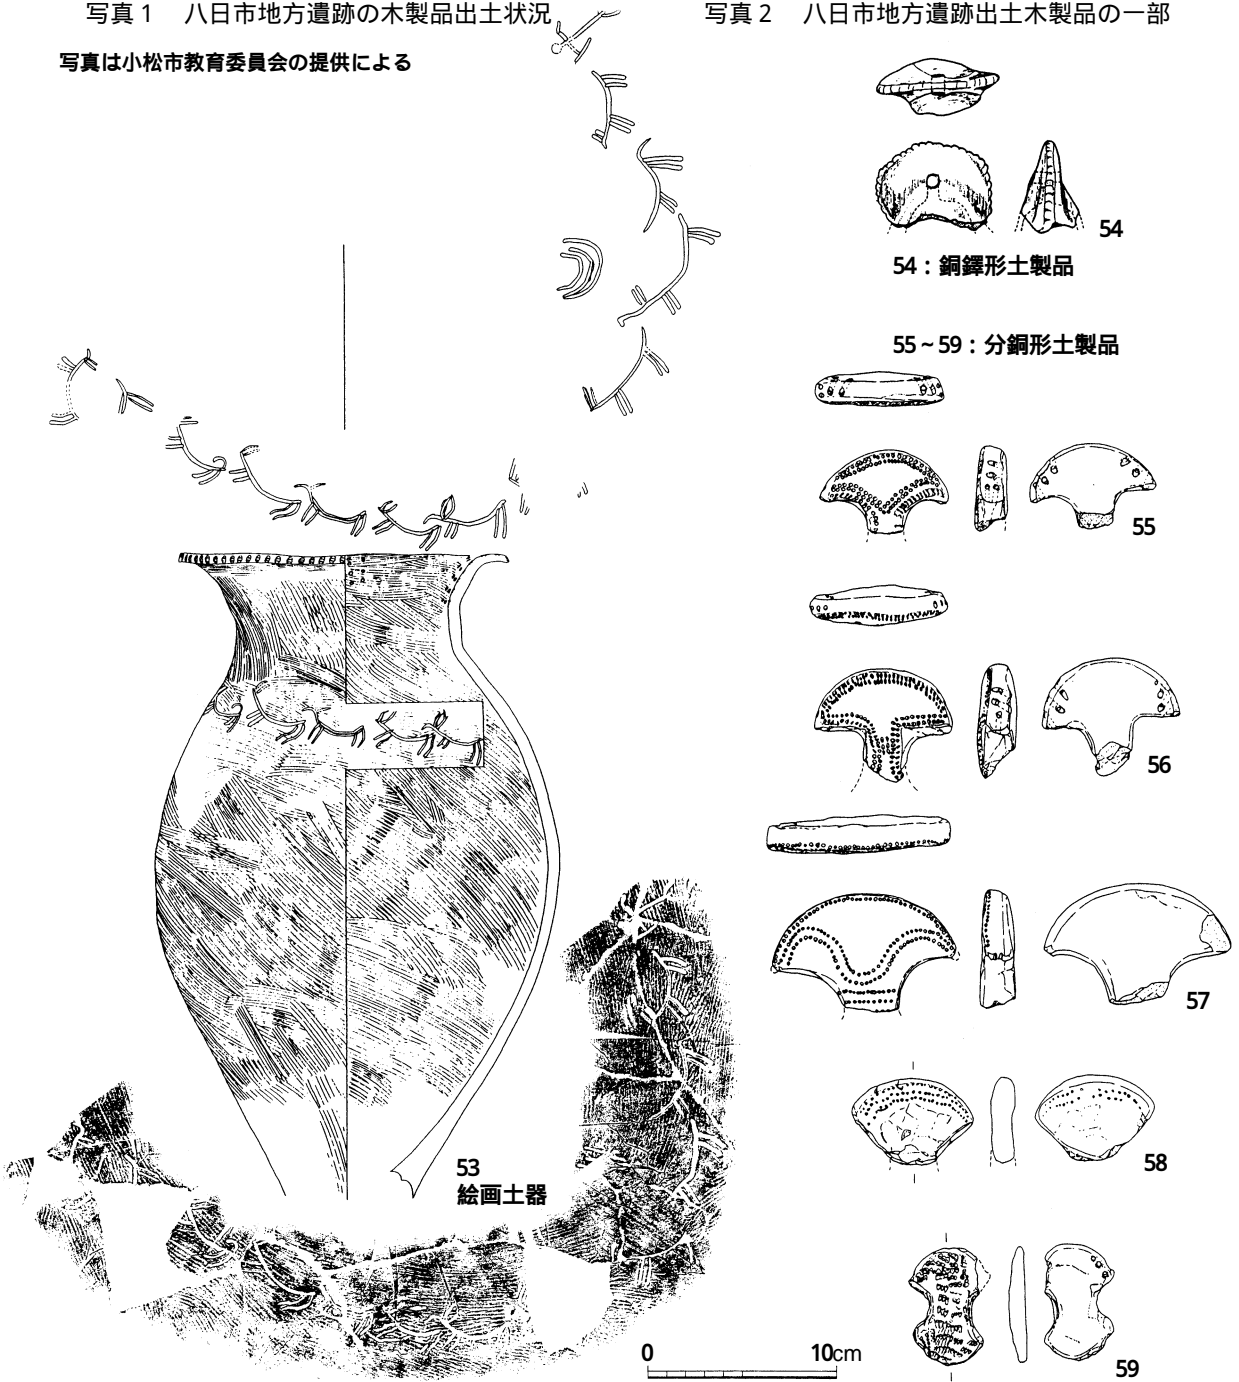 写真１　八日市地方遺跡の木製品出土状況
写真２　八日市地方遺跡出土木製品の一部
写真は小松市教育委員会の提供による
54
54：銅鐸形土製品
55～59：分銅形土製品
55
56
57
53
絵画土器
58
59
0
10cm